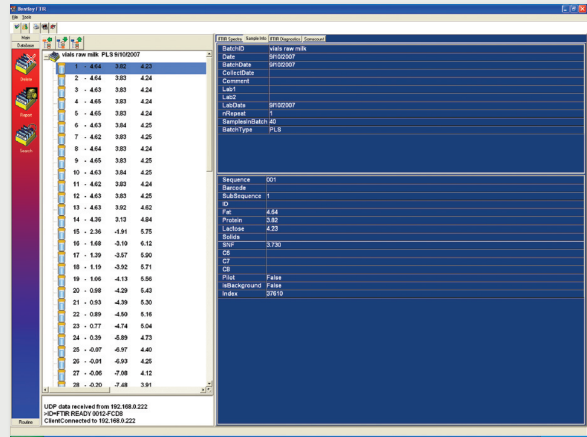 Bentley FTIR
File Tools
Main
Database
Delete
Report
Search
Routine
vials raw milk PLS 9/10/2007
1 - 4.64 3.82 4.23
2 - 4.64 3.83 4.24
3 - 4.63 3.83 4.24
4 - 4.65 3.83 4.24
5 - 4.65 3.83 4.24
6 - 4.63 3.84 4.25
7 - 4.62 3.83 4.25
8 - 4.64 3.83 4.24
9 - 4.65 3.83 4.25
10 - 4.63 3.84 4.25
11 - 4.62 3.83 4.24
12 - 4.63 3.83 4.25
13 - 4.63 3.92 4.62
14 - 4.36 3.13 4.84
15 - 2.36 -1.91 5.75
16 - 1.68 -3.10 6.12
17 - 1.39 -3.57 5.90
18 - 1.19 -3.92 5.71
19 - 1.06 -4.13 5.56
20 - 0.98 -4.29 5.43
21 - 0.93 -4.39 5.30
22 - 0.89 -4.50 5.16
23 - 0.77 -4.74 5.04
24 - 0.39 -5.89 4.73
25 - -0.07 -6.97 4.40
26 - -0.01 -6.93 4.25
27 - -0.06 -7.08 4.12
28 - -0.20 -7.48 3.91
UDP data received from 192.168.0.222
>ID=FTIR READY 9012-FCD8
ClientConnected to 192.168.0.222
FTIR Spectra Sample Info FTIR Diagnostics Somacount
BatchID vials raw milk
Date 9/10/2007
BatchDate 9/10/2007
CollectDate
Comment
Lab1
Lab2
LabData 9/10/2007
nRepeat 1
SamplesInBatch 40
BatchType PLS
Sequence 001
Barcode
SubSequence 1
ID
Fat 4.64
Protein 3.82
Lactose 4.23
Solids
SNF 3.730
C6
C7
C8
Pilot False
isBackground False
Index 37610